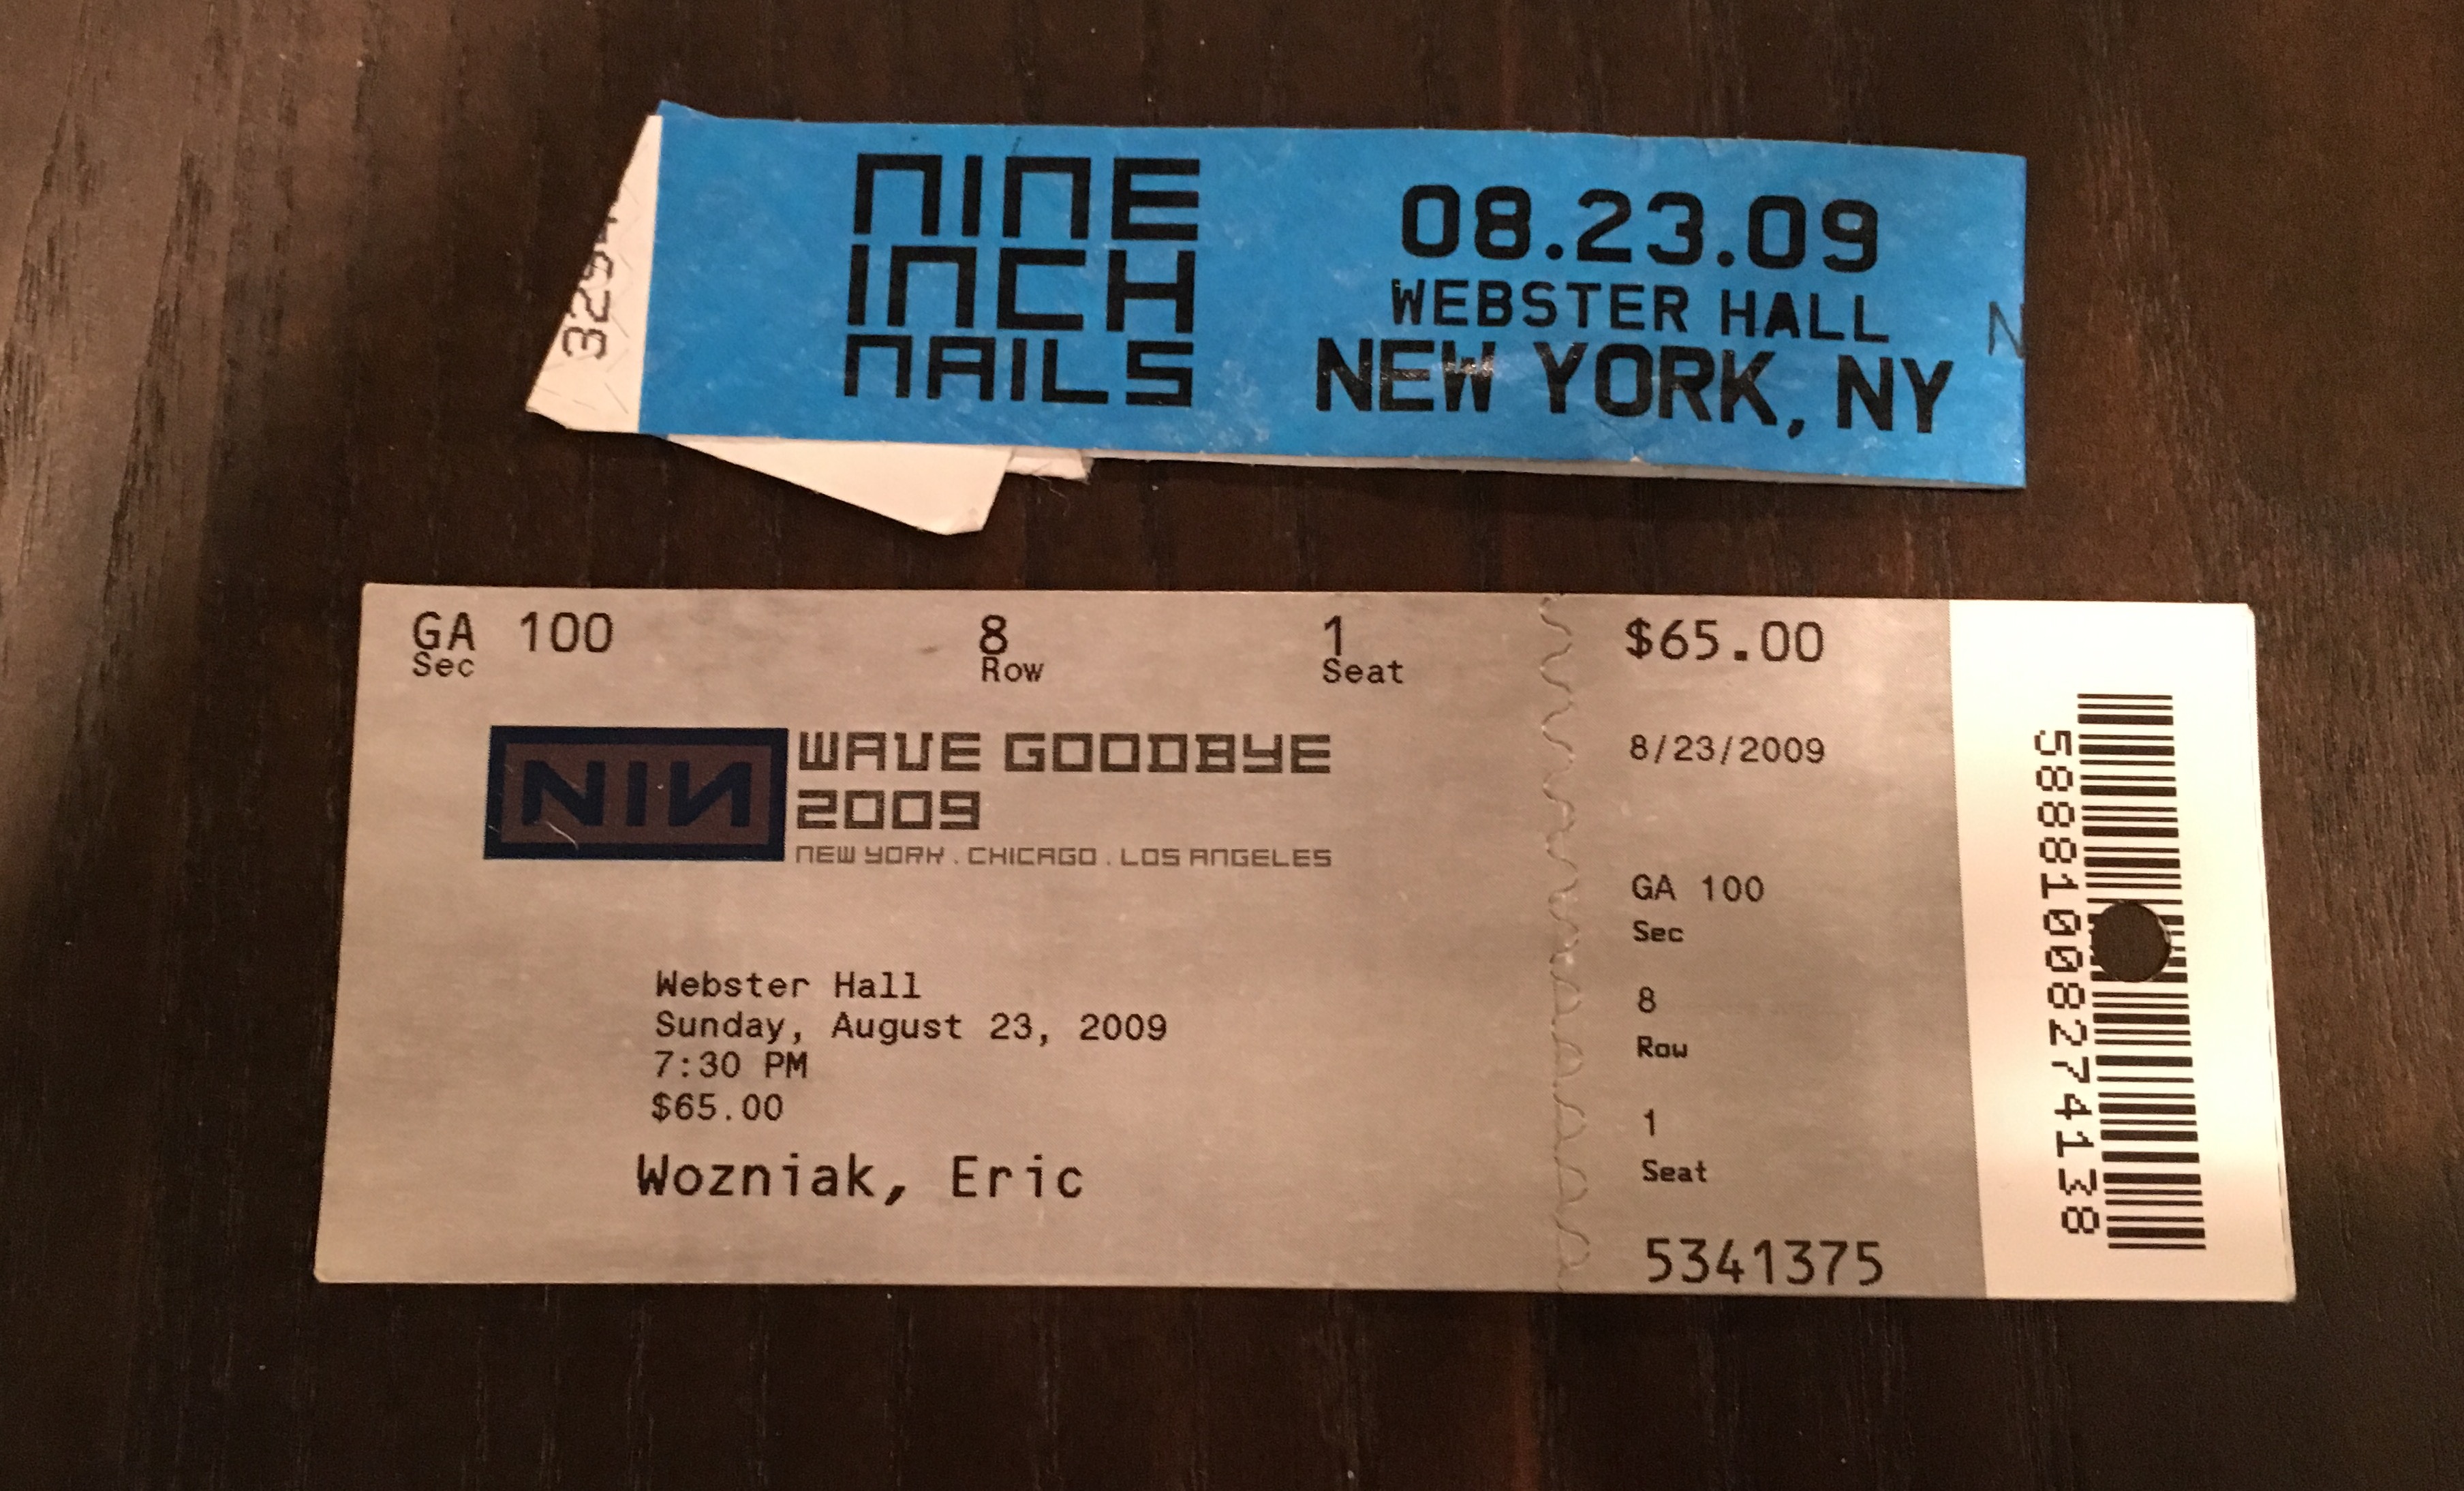 NINE
INCH
NAILS
08.23.09
WEBSTER HALL
NEW YORK, NY
N
GA 100
Sec
8
Row
1
Seat
NIN
WAVE GOODBYE
2009
NEW YORK . CHICAGO . LOS ANGELES
Webster Hall
Sunday, August 23, 2009
7:30 PM
$65.00
Wozniak, Eric
$65.00
8/23/2009
GA 100
Sec
8
Row
1
Seat
5341375
58881008274138